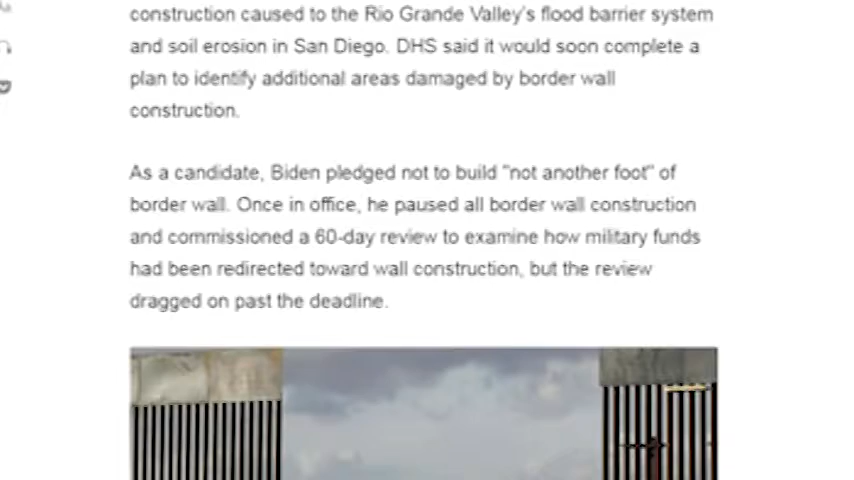 construction caused to the Rio Grande Valley's flood barrier system
and soil erosion in San Diego. DHS said it would soon complete a
plan to identify additional areas damaged by border wall
construction.
As a candidate, Biden pledged not to build "not another foot" of
border wall. Once in office, he paused all border wall construction
and commissioned a 60-day review to examine how military funds
had been redirected toward wall construction, but the review
dragged on past the deadline.